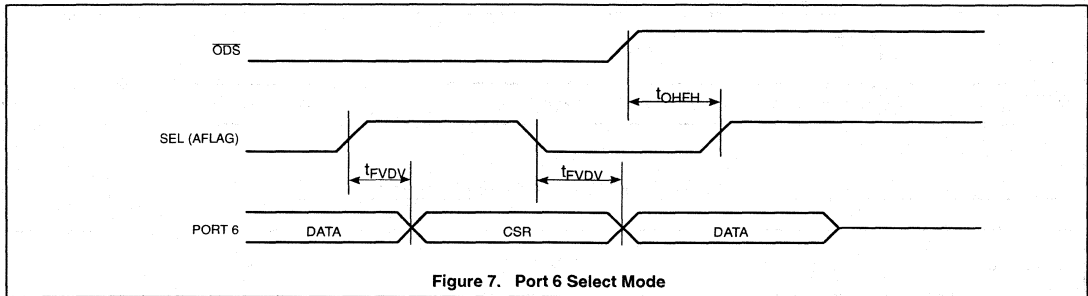 ODS
tOHFH
SEL (AFLAG)
tFVDV
tFVDV
PORT 6
DATA
CSR
DATA
Figure 7. Port 6 Select Mode